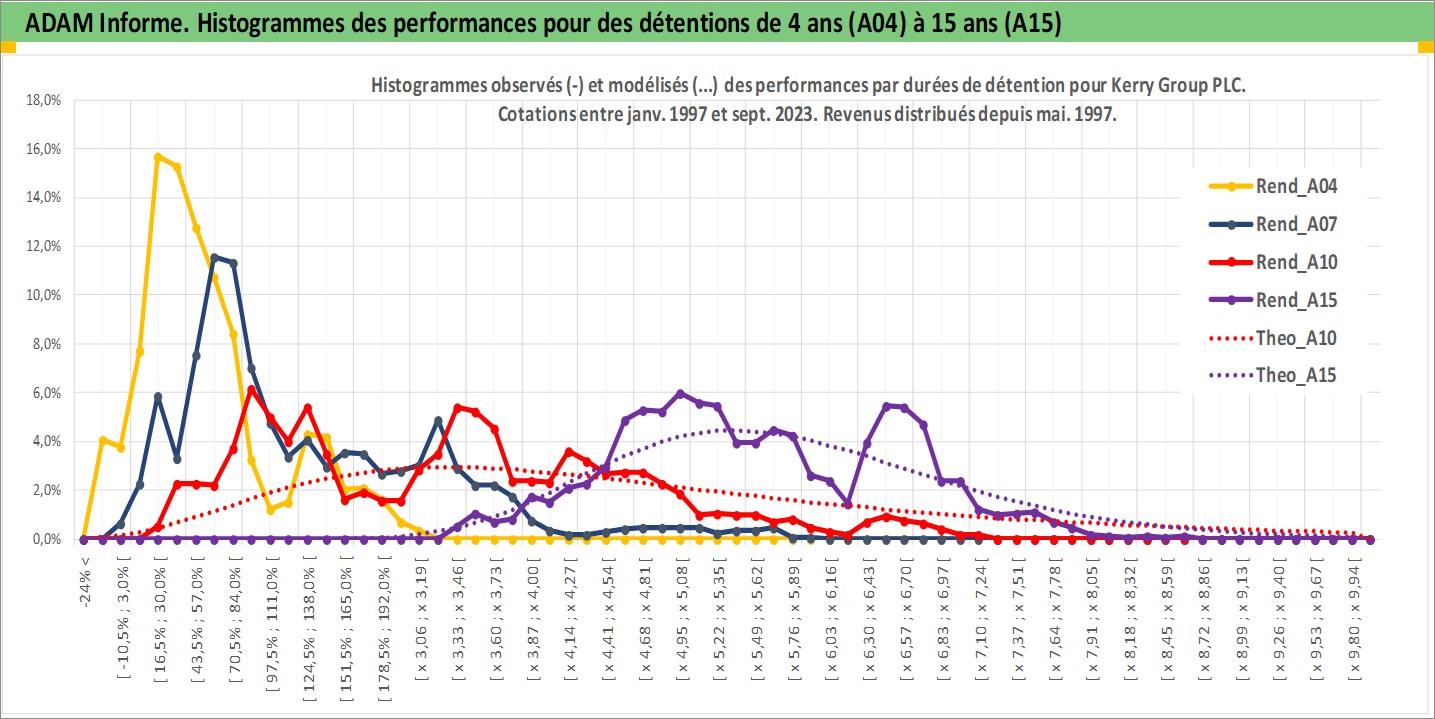 ADAM Informe. Histogrammes des performances pour des détentions de 4 ans (A04) à 15 ans (A15)
Histogrammes observés (-) et modélisés (...) des performances par durées de détention pour Kerry Group PLC.
Cotations entre janv. 1997 et sept. 2023. Revenus distribués depuis mai. 1997.
18,0%
16,0%
14,0%
12,0%
10,0%
8,0%
6,0%
4,0%
2,0%
0,0%
Rend_A04
Rend_A07
Rend_A10
Rend_A15
Theo_A10
Theo_A15
-24% <
[ -10,5% ; 3,0% [
[ 16,5% ; 30,0% [
[ 43,5% ; 57,0% [
[ 70,5% ; 84,0% [
[ 97,5% ; 111,0% [
[ 124,5% ; 138,0% [
[ 151,5% ; 165,0% [
[ 178,5% ; 192,0% [
[ x 3,06 ; x 3,19 [
[ x 3,33 ; x 3,46 [
[ x 3,60 ; x 3,73 [
[ x 3,87 ; x 4,00 [
[ x 4,14 ; x 4,27 [
[ x 4,41 ; x 4,54 [
[ x 4,68 ; x 4,81 [
[ x 4,95 ; x 5,08 [
[ x 5,22 ; x 5,35 [
[ x 5,49 ; x 5,62 [
[ x 5,76 ; x 5,89 [
[ x 6,03 ; x 6,16 [
[ x 6,30 ; x 6,43 [
[ x 6,57 ; x 6,70 [
[ x 6,83 ; x 6,97 [
[ x 7,10 ; x 7,24 [
[ x 7,37 ; x 7,51 [
[ x 7,64 ; x 7,78 [
[ x 7,91 ; x 8,05 [
[ x 8,18 ; x 8,32 [
[ x 8,45 ; x 8,59 [
[ x 8,72 ; x 8,86 [
[ x 8,99 ; x 9,13 [
[ x 9,26 ; x 9,40 [
[ x 9,53 ; x 9,67 [
[ x 9,80 ; x 9,94 [